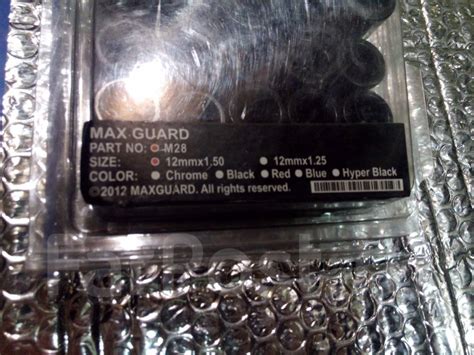 MAX GUARD
PART NO: M28
SIZE: 12mmx1.50 12mmx1.25
COLOR: Chrome Black Red Blue Hyper Black
©2012 MAXGUARD. All rights reserved.